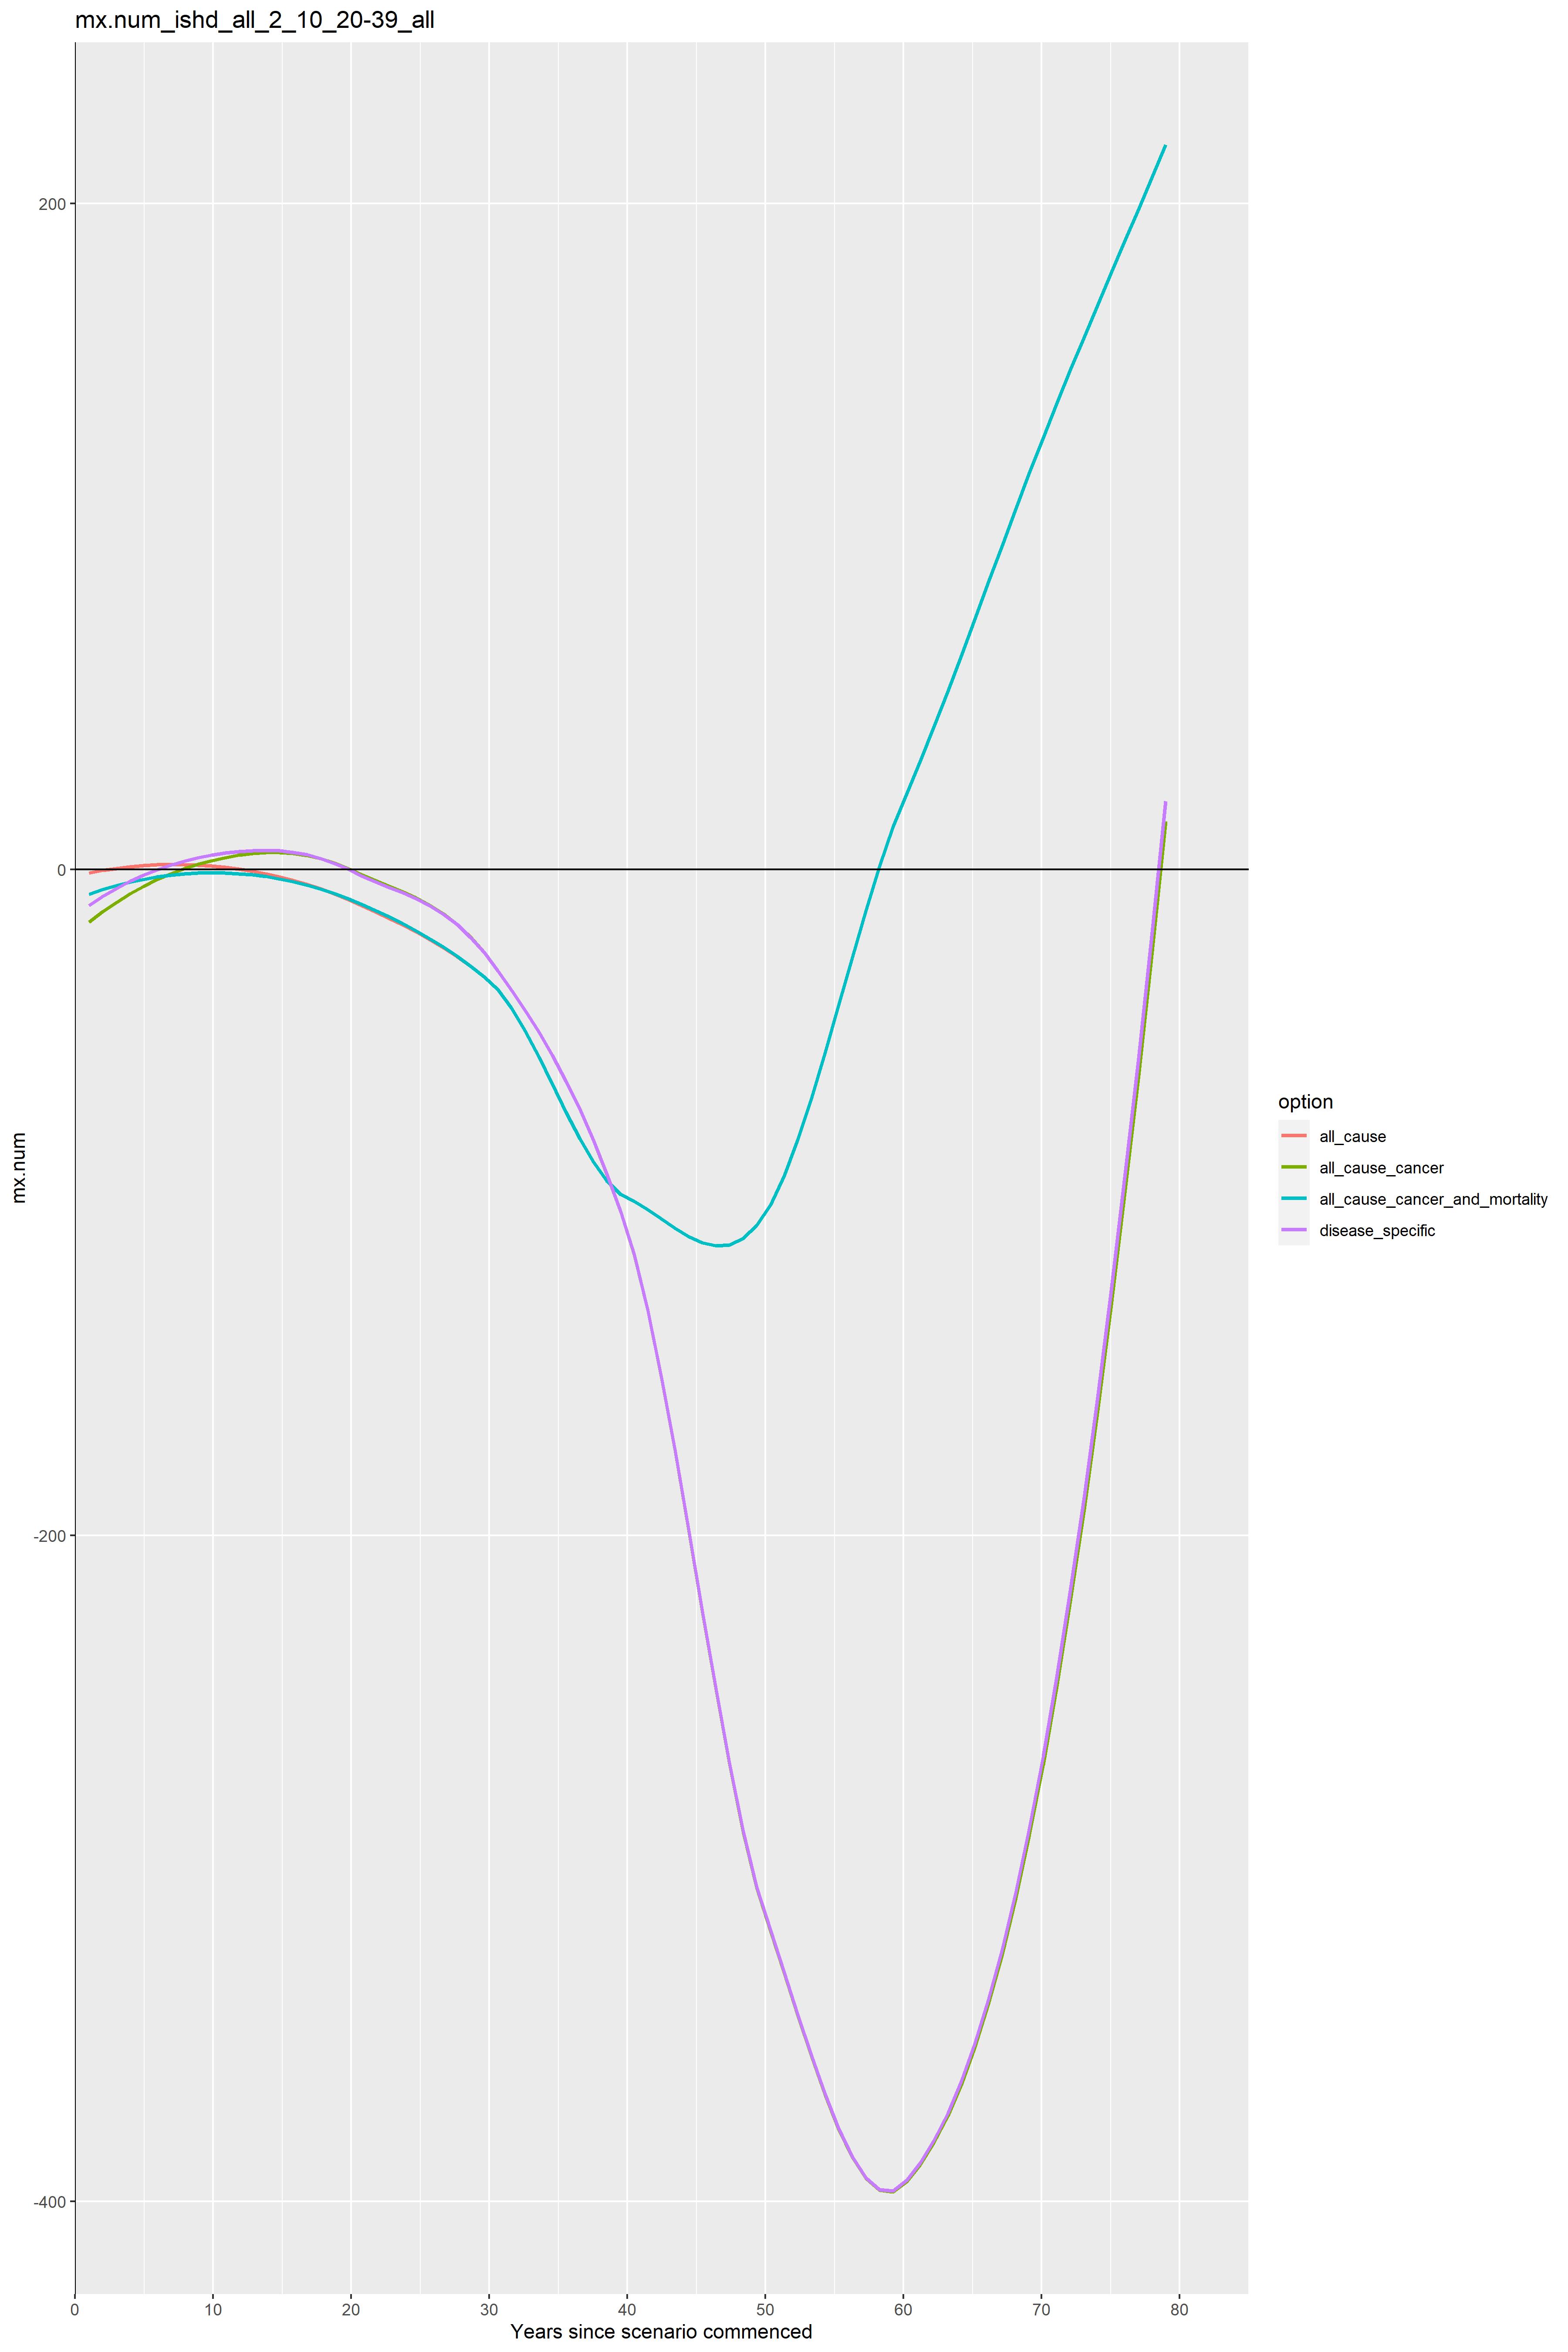 mx.num_ishd_all_2_10_20-39_all
mx.num
200
0
-200
-400
0 10 20 30 40 50 60 70 80
Years since scenario commenced
option
all_cause
all_cause_cancer
all_cause_cancer_and_mortality
disease_specific